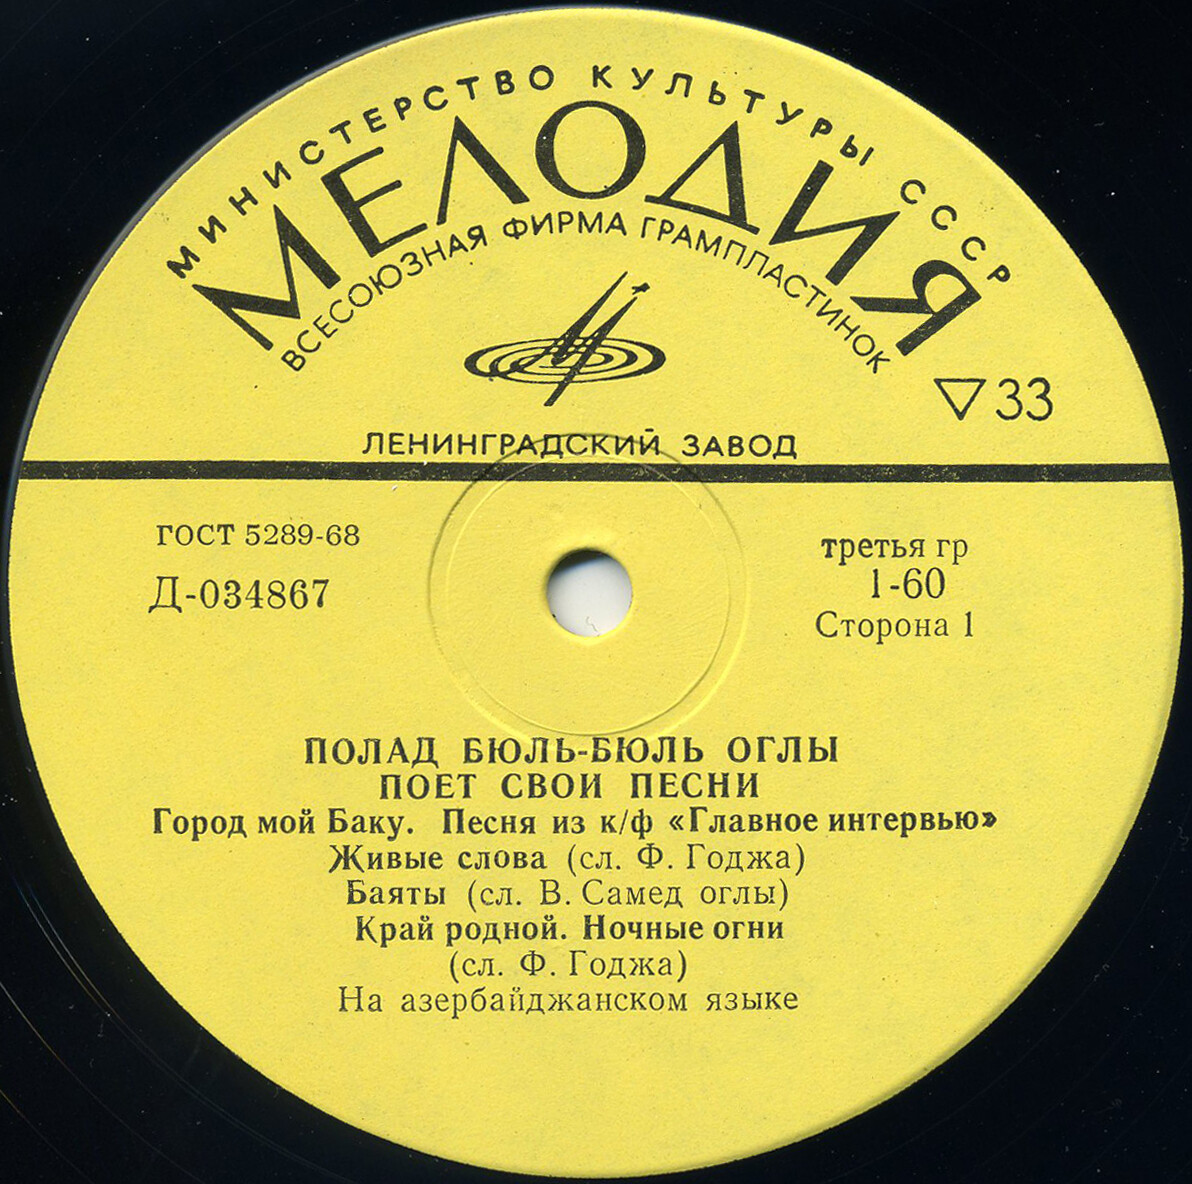 МИНИСТЕРСТВО КУЛЬТУРЫ СССР
МЕЛОДИЯ
ВСЕСОЮЗНАЯ ФИРМА ГРАМПЛАСТИНОК
33
ЛЕНИНГРАДСКИЙ ЗАВОД
ГОСТ 5289-68
Д-034867
третья гр
1-60
Сторона 1
ПОЛАД БЮЛЬ-БЮЛЬ ОГЛЫ
ПОЕТ СВОИ ПЕСНИ
Город мой Баку. Песня из к/ф «Главное интервью»
Живые слова (сл. Ф. Годжа)
Баяты (сл. В. Самед оглы)
Край родной. Ночные огни
(сл. Ф. Годжа)
На азербайджанском языке